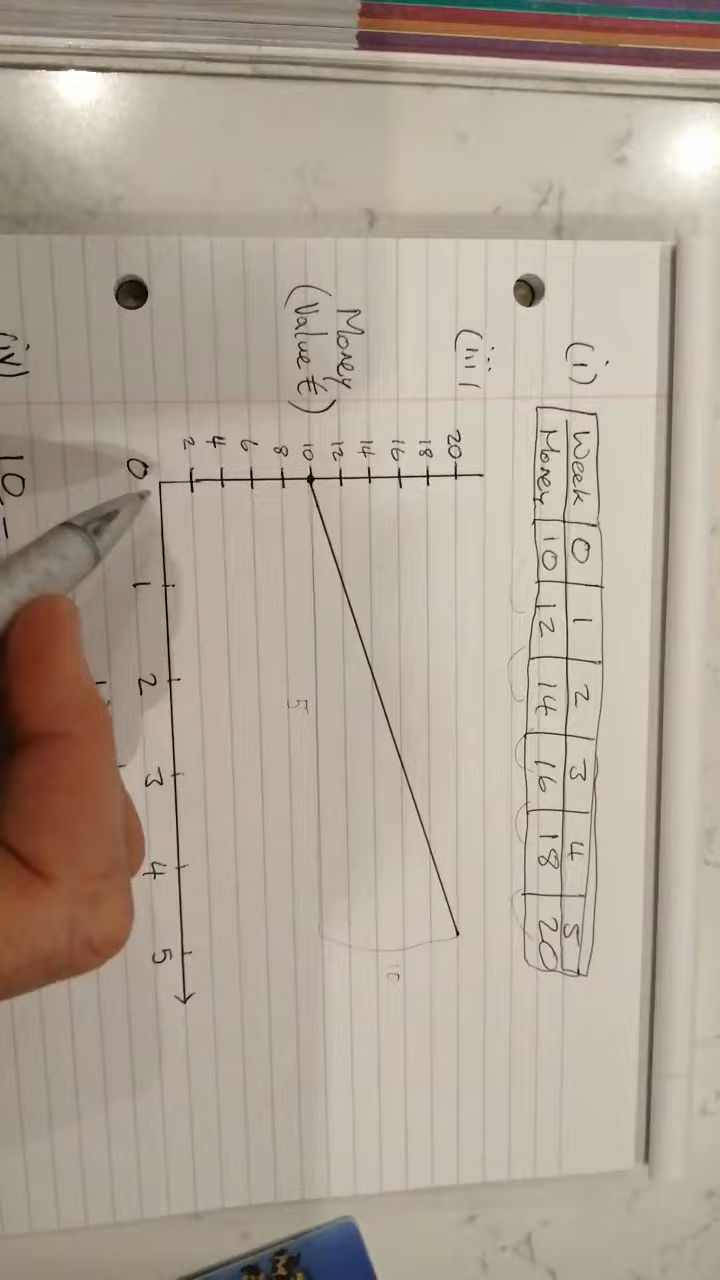 (i)
Week 0 1 2 3 4 5
Money 10 12 14 16 18 20
(iii)
20
18
16
14
12
10
8
6
4
2
Money
(Value €)
10
5
0 1 2 3 4 5
(iv) 10